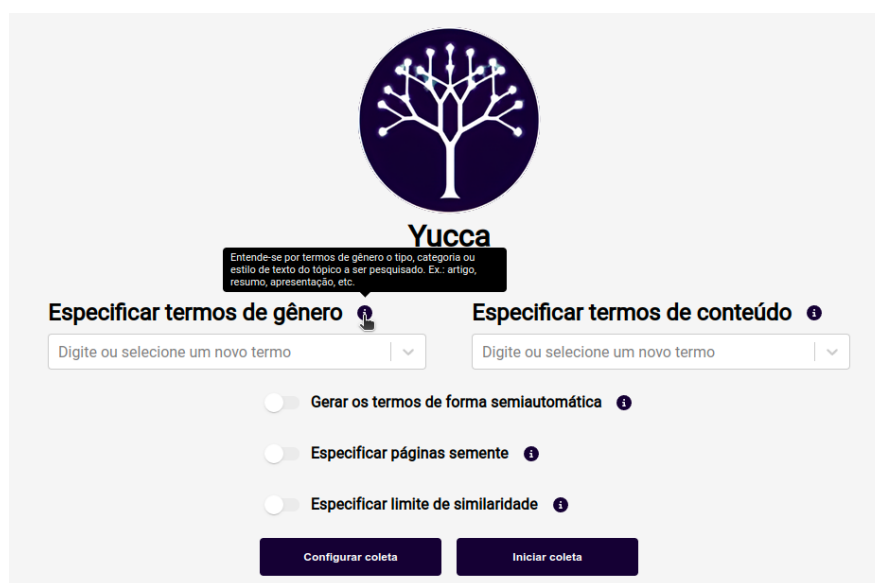 Yucca
Entende-se por termos de gênero o tipo, categoria ou
estilo de texto do tópico a ser pesquisado. Ex.: artigo,
resumo, apresentação, etc.
Especificar termos de gênero
Digite ou selecione um novo termo
Especificar termos de conteúdo
Digite ou selecione um novo termo
Gerar os termos de forma semiautomática
Especificar páginas semente
Especificar limite de similaridade
Configurar coleta
Iniciar coleta